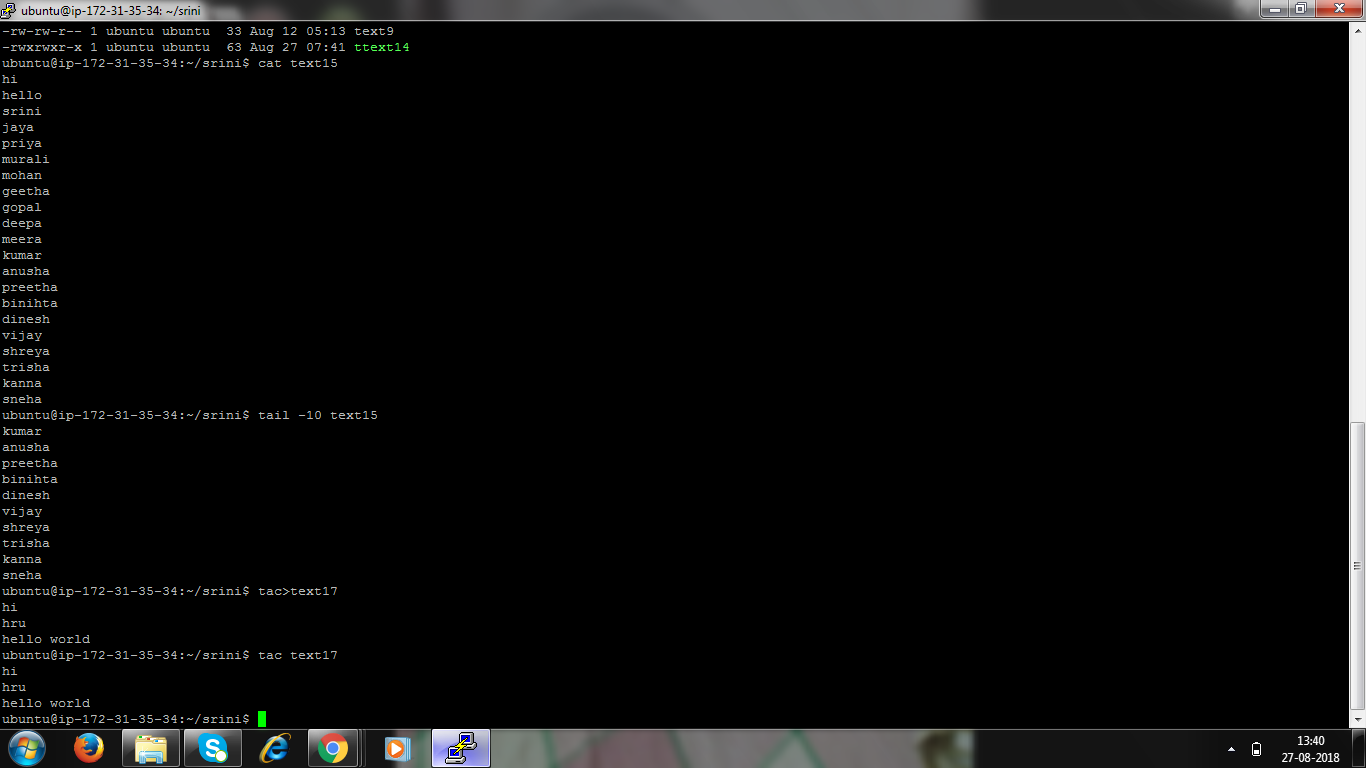 ubuntu@ip-172-31-35-34: ~/srini
-rw-rw-r-- 1 ubuntu ubuntu  33 Aug 12 05:13 text9
-rwxrwxr-x 1 ubuntu ubuntu  63 Aug 27 07:41 ttext14
ubuntu@ip-172-31-35-34:~/srini$ cat text15
hi
hello
srini
jaya
priya
murali
mohan
geetha
gopal
deepa
meera
kumar
anusha
preetha
binihta
dinesh
vijay
shreya
trisha
kanna
sneha
ubuntu@ip-172-31-35-34:~/srini$ tail -10 text15
kumar
anusha
preetha
binihta
dinesh
vijay
shreya
trisha
kanna
sneha
ubuntu@ip-172-31-35-34:~/srini$ tac>text17
hi
hru
hello world
ubuntu@ip-172-31-35-34:~/srini$ tac text17
hi
hru
hello world
ubuntu@ip-172-31-35-34:~/srini$
13:40
27-08-2018